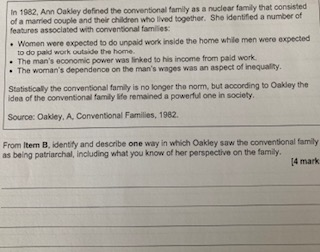 In 1982, Ann Oakley defined the conventional family as a nuclear family that consisted
of a married couple and their children who lived together. She identified a number of
features associated with conventional families:
• Women were expected to do unpaid work inside the home while men were expected
to do paid work outside the home.
• The man's economic power was linked to his income from paid work.
• The woman's dependence on the man's wages was an aspect of inequality.
Statistically the conventional family is no longer the norm, but according to Oakley the
idea of the conventional family life remained a powerful one in society.
Source: Oakley, A, Conventional Families, 1982.
From Item B, identify and describe one way in which Oakley saw the conventional family
as being patriarchal, including what you know of her perspective on the family.
[4 mark